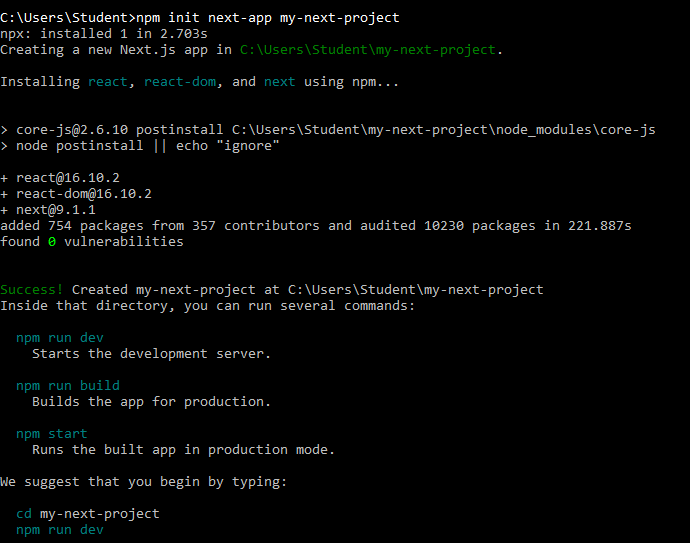 C:\Users\Student>npm init next-app my-next-project
npx: installed 1 in 2.703s
Creating a new Next.js app in C:\Users\Student\my-next-project.
Installing react, react-dom, and next using npm...
> core-js@2.6.10 postinstall C:\Users\Student\my-next-project\node_modules\core-js
> node postinstall || echo "ignore"
+ react@16.10.2
+ react-dom@16.10.2
+ next@9.1.1
added 754 packages from 357 contributors and audited 10230 packages in 221.887s
found 0 vulnerabilities
Success! Created my-next-project at C:\Users\Student\my-next-project
Inside that directory, you can run several commands:
npm run dev
Starts the development server.
npm run build
Builds the app for production.
npm start
Runs the built app in production mode.
We suggest that you begin by typing:
cd my-next-project
npm run dev